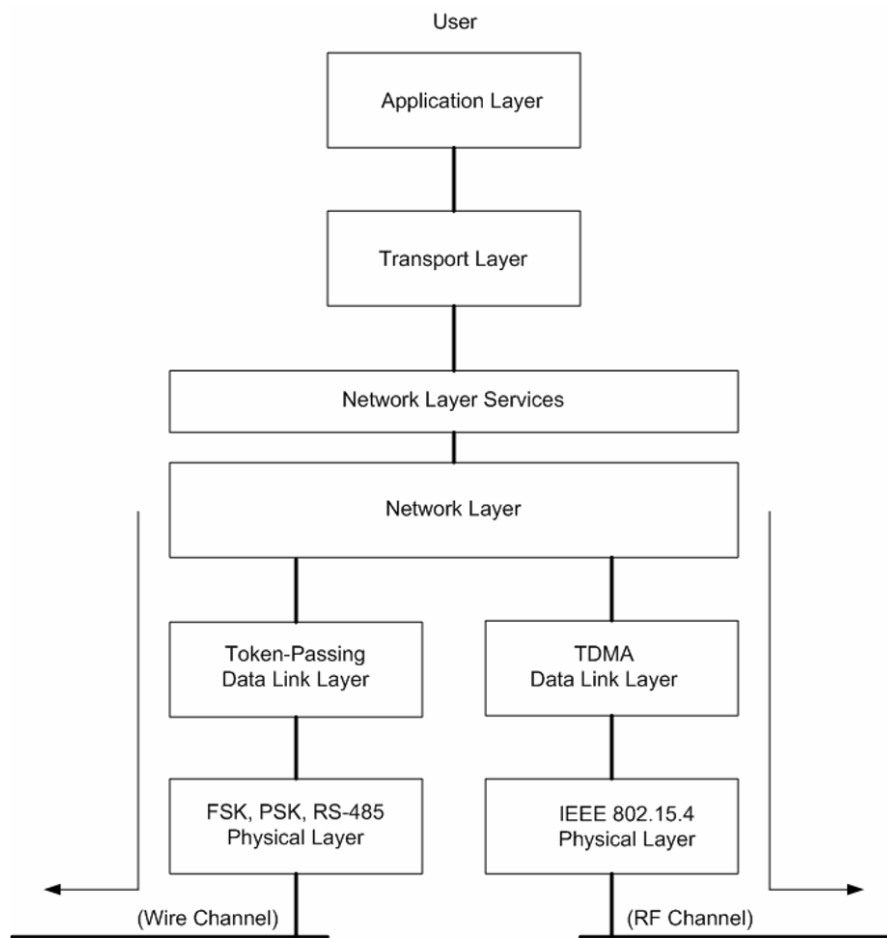 User
Application Layer
Transport Layer
Network Layer Services
Network Layer
Token-Passing
Data Link Layer
TDMA
Data Link Layer
FSK, PSK, RS-485
Physical Layer
IEEE 802.15.4
Physical Layer
(Wire Channel)
(RF Channel)